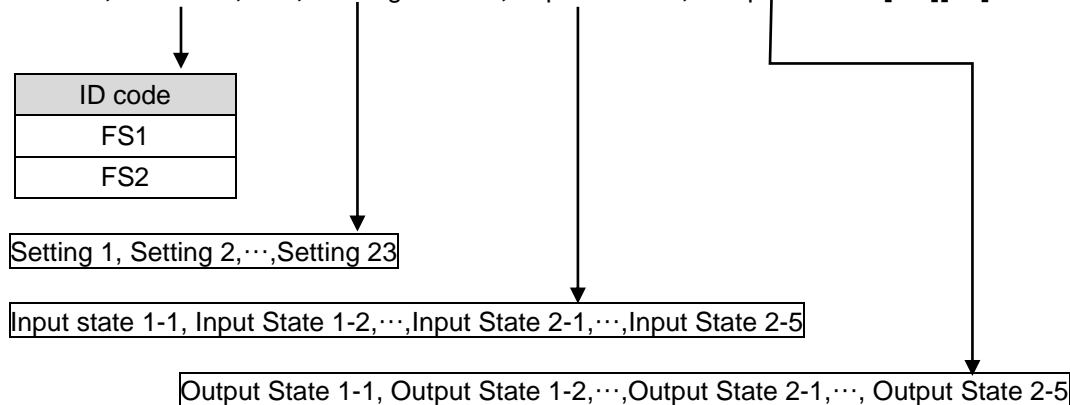 ID code
FS1
FS2
Setting 1, Setting 2,⋯,Setting 23
Input state 1-1, Input State 1-2,⋯,Input State 2-1,⋯,Input State 2-5
Output State 1-1, Output State 1-2,⋯,Output State 2-1,⋯, Output State 2-5